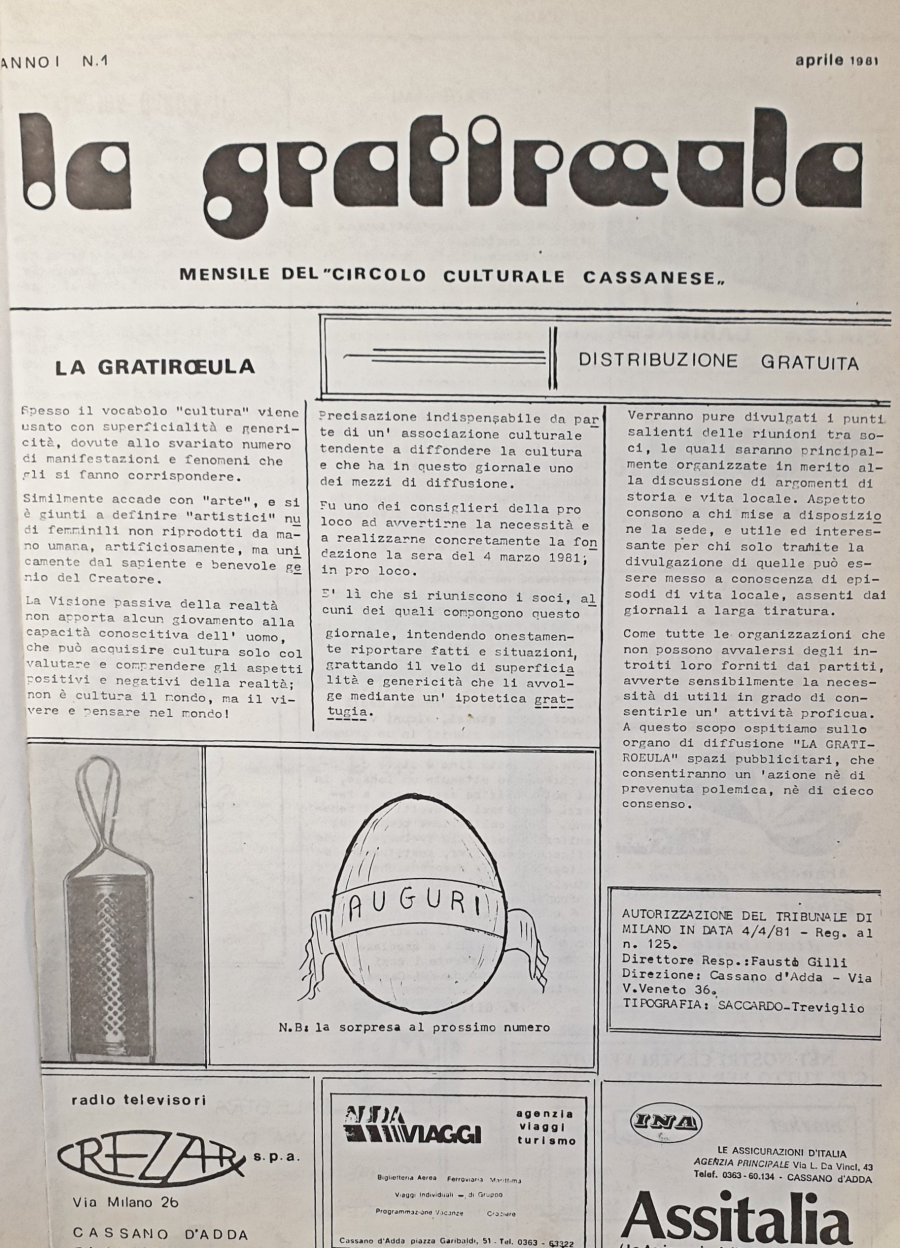 ANNO I N.1
aprile 1981
la gratirœula
MENSILE DEL "CIRCOLO CULTURALE CASSANESE„
DISTRIBUZIONE GRATUITA
LA GRATIRŒULA
Spesso il vocabolo "cultura" viene
usato con superficialità e generi-
cità, dovute allo svariato numero
di manifestazioni e fenomeni che
gli si fanno corrispondere.
Similmente accade con "arte", e si
è giunti a definire "artistici" nu
di femminili non riprodotti da ma-
no umana, artificiosamente, ma uni
camente dal sapiente e benevole ge
nio del Creatore.
La Visione passiva della realtà
non apporta alcun giovamento alla
capacità conoscitiva dell' uomo,
che può acquisire cultura solo col
valutare e comprendere gli aspetti
positivi e negativi della realtà;
non è cultura il mondo, ma il vi-
vere e pensare nel mondo!
Precisazione indispensabile da par
te di un' associazione culturale
tendente a diffondere la cultura
e che ha in questo giornale uno
dei mezzi di diffusione.
Fu uno dei consiglieri della pro
loco ad avvertirne la necessità e
a realizzarne concretamente la fon
dazione la sera del 4 marzo 1981;
in pro loco.
E' lì che si riuniscono i soci, al
cuni dei quali compongono questo
giornale, intendendo onestamen-
te riportare fatti e situazioni,
grattando il velo di superficia
lità e genericità che li avvol-
ge mediante un' ipotetica grat-
tugia.
Verranno pure divulgati i punti
salienti delle riunioni tra so-
ci, le quali saranno principal-
mente organizzate in merito al-
la discussione di argomenti di
storia e vita locale. Aspetto
consono a chi mise a disposizio
ne la sede, e utile ed interes-
sante per chi solo tramite la
divulgazione di quelle può es-
sere messo a conoscenza di epi-
sodi di vita locale, assenti dai
giornali a larga tiratura.
Come tutte le organizzazioni che
non possono avvalersi degli in-
troiti loro forniti dai partiti,
avverte sensibilmente la neces-
sità di utili in grado di con-
sentirle un' attività proficua.
A questo scopo ospitiamo sullo
organo di diffusione "LA GRATI-
ROEULA" spazi pubblicitari, che
consentiranno un 'azione nè di
prevenuta polemica, nè di cieco
consenso.
AUGURI
N.B: la sorpresa al prossimo numero
AUTORIZZAZIONE DEL TRIBUNALE DI
MILANO IN DATA 4/4/81 - Reg. al
n. 125.
Direttore Resp.:Fausto Gilli
Direzione: Cassano d'Adda - Via
V.Veneto 36.
TIPOGRAFIA: SACCARDO-Treviglio
radio televisori
CREZAR s.p.a.
Via Milano 26
CASSANO D'ADDA
ADDA VIAGGI
agenzia
viaggi
turismo
Biglietteria Aerea Ferroviaria Marittima
Viaggi Individuali - di Gruppo
Programmazione Vacanze Crociere
Cassano d'Adda piazza Garibaldi, 51 - Tel. 0363 - 63322
INA
LE ASSICURAZIONI D'ITALIA
AGENZIA PRINCIPALE Via L. Da Vinci, 43
Telef. 0363-60.134 - CASSANO d'ADDA
Assitalia